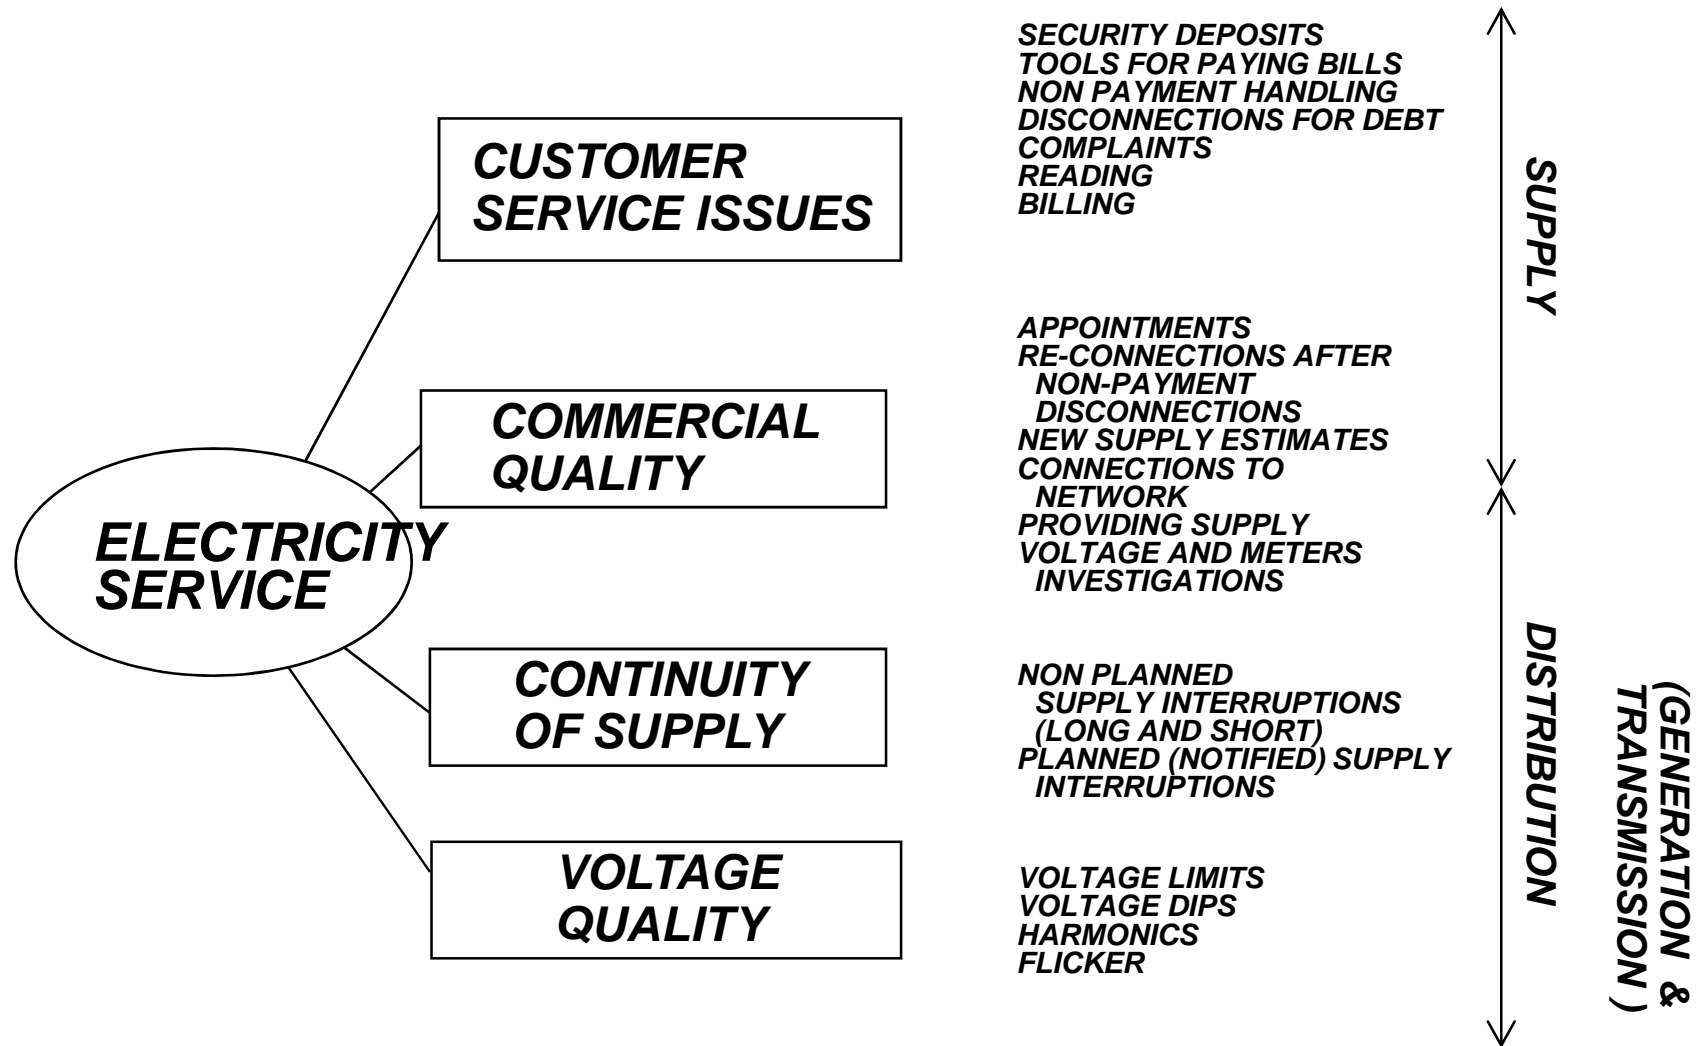 ELECTRICITY
SERVICE
CUSTOMER
SERVICE ISSUES
SECURITY DEPOSITS
TOOLS FOR PAYING BILLS
NON PAYMENT HANDLING
DISCONNECTIONS FOR DEBT
COMPLAINTS
READING
BILLING
COMMERCIAL
QUALITY
APPOINTMENTS
RE-CONNECTIONS AFTER
NON-PAYMENT
DISCONNECTIONS
NEW SUPPLY ESTIMATES
CONNECTIONS TO
NETWORK
PROVIDING SUPPLY
VOLTAGE AND METERS
INVESTIGATIONS
CONTINUITY
OF SUPPLY
NON PLANNED
SUPPLY INTERRUPTIONS
(LONG AND SHORT)
PLANNED (NOTIFIED) SUPPLY
INTERRUPTIONS
VOLTAGE
QUALITY
VOLTAGE LIMITS
VOLTAGE DIPS
HARMONICS
FLICKER
SUPPLY
DISTRIBUTION
(GENERATION &
TRANSMISSION )